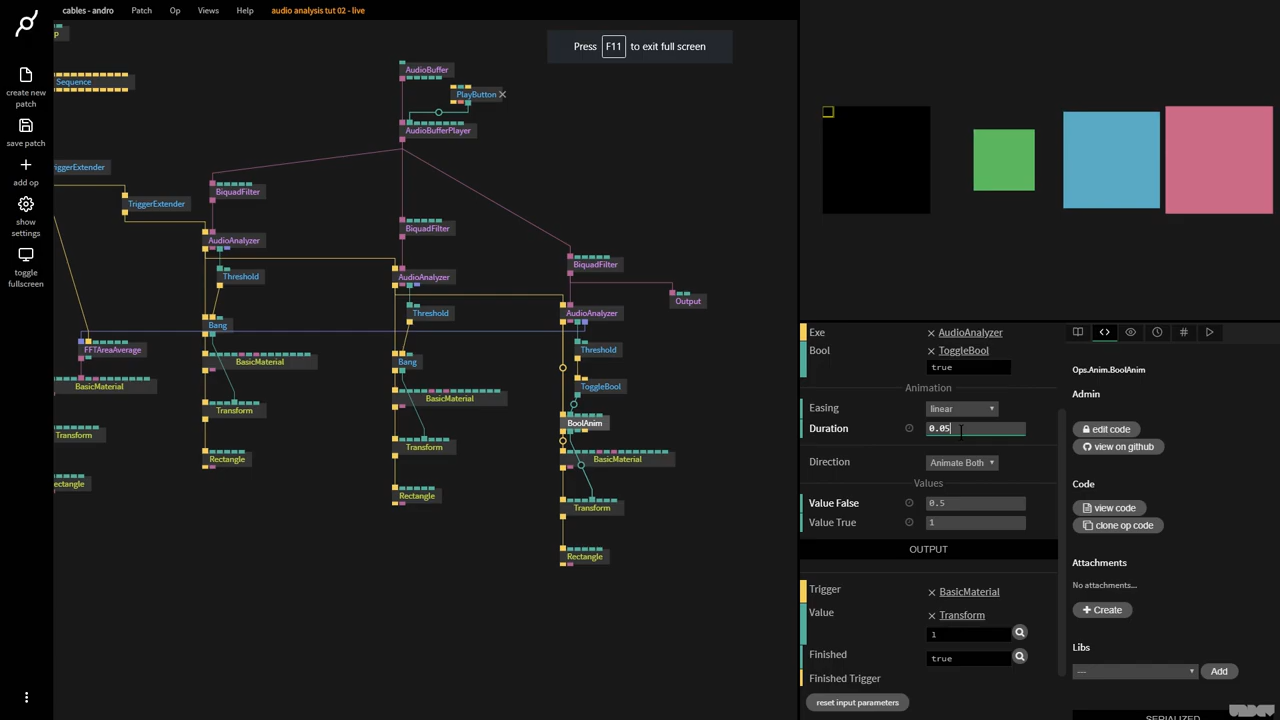 cables - andro
Patch
Op
Views
Help
audio analysis tut 02 - live
Press F11 to exit full screen
create new
patch
save patch
add op
show
settings
toggle
fullscreen
Sequence
AudioBuffer
PlayButton
AudioBufferPlayer
TriggerExtender
BiquadFilter
BiquadFilter
BiquadFilter
AudioAnalyzer
AudioAnalyzer
AudioAnalyzer
Output
Threshold
Threshold
Threshold
Bang
Bang
ToggleBool
BoolAnim
FFTAreaAverage
BasicMaterial
BasicMaterial
BasicMaterial
BasicMaterial
Transform
Transform
Transform
Transform
Rectangle
Rectangle
Rectangle
Exe
AudioAnalyzer
Bool
ToggleBool
true
Animation
Easing
linear
Duration
0.05
Direction
Animate Both
Values
Value False
0.5
Value True
1
OUTPUT
Trigger
BasicMaterial
Value
Transform
1
Finished
true
Finished Trigger
reset input parameters
Ops.Anim.BoolAnim
Admin
edit code
view on github
Code
view code
clone op code
Attachments
No attachments...
Create
Libs
---
Add